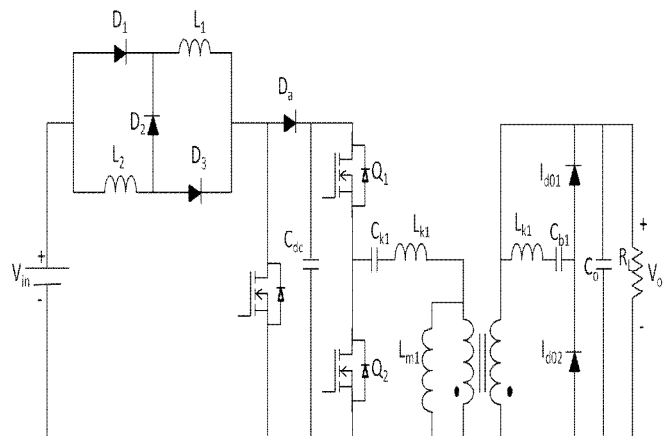 D1
L1
Da
D2
L2
D3
Q1
Id01
Ck1
Lk1
Lk1
Cb1
+
Vin
-
Cdc
Co
RL
+
Vo
-
Lm1
Q2
Id02